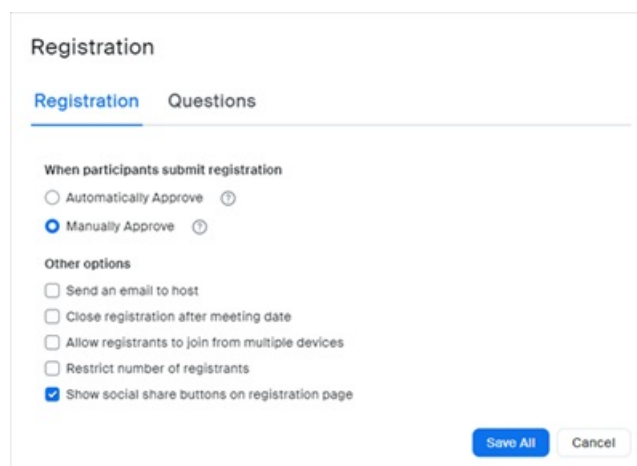 Registration
Registration Questions
When participants submit registration
Automatically Approve ?
Manually Approve ?
Other options
Send an email to host
Close registration after meeting date
Allow registrants to join from multiple devices
Restrict number of registrants
Show social share buttons on registration page
Save All Cancel